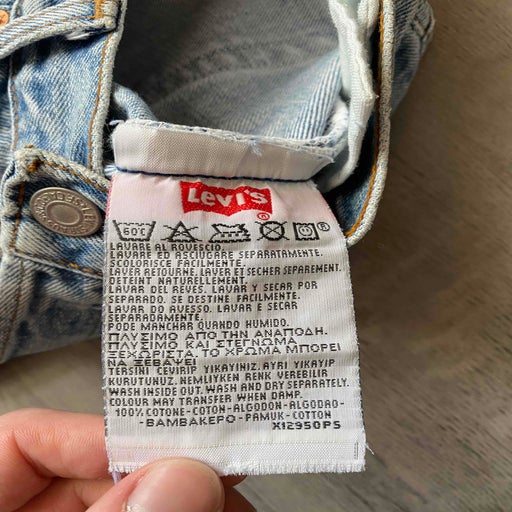 Levi's
®
60
LAVARE AL ROVESCIO.
LAVARE ED ASCIUGARE SEPARATAMENTE.
SCOLORISCE FACILMENTE.
LAVER RETOURNE. LAVER ET SECHER SEPAREMENT.
DETEINT NATURELLEMENT.
LAVAR DEL REVES. LAVAR Y SECAR POR
SEPARADO. SE DESTINE FACILMENTE.
LAVAR DO AVESSO. LAVAR E SECAR
SEPARADAMENTE.
PODE MANCHAR QUANDO HUMIDO.
ΠΛΥΣΙΜΟ ΑΠΟ ΤΗΝ ΑΝΑΠΟΔΗ.
ΠΛΥΣΙΜΟ ΚΑΙ ΣΤΕΓΝΩΜΑ
ΞΕΧΩΡΙΣΤΑ. ΤΟ ΧΡΩΜΑ ΜΠΟΡΕΙ
ΝΑ ΞΕΒΑΨΕΙ
TERSINI ÇEVIRIP YIKAYINIZ. AYRI YIKAYIP
KURUTUNUZ. NEMLIYKEN RENK VEREBILIR
WASH INSIDE OUT. WASH AND DRY SEPARATELY.
COLOUR MAY TRANSFER WHEN DAMP.
100% COTONE-COTON-ALGODON-ALGODAO-
-ΒΑΜΒΑΚΕΡΟ-PAMUK-COTTON
X12950PS